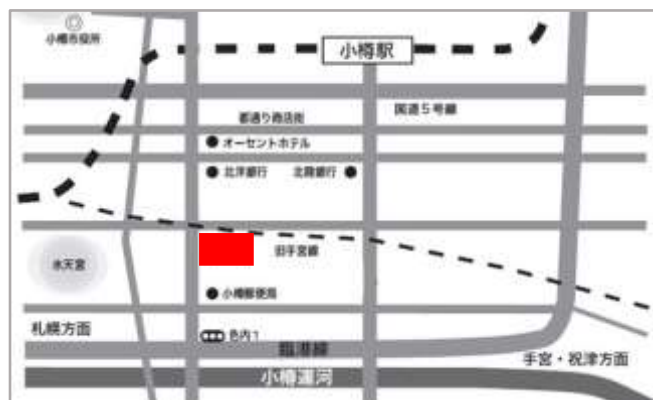 小樽市役所
小樽駅
国道5号線
都通り商店街
オーセントホテル
北洋銀行
北陸銀行
水天宮
旧手宮線
小樽郵便局
札幌方面
色内1
臨港線
手宮・祝津方面
小樽運河